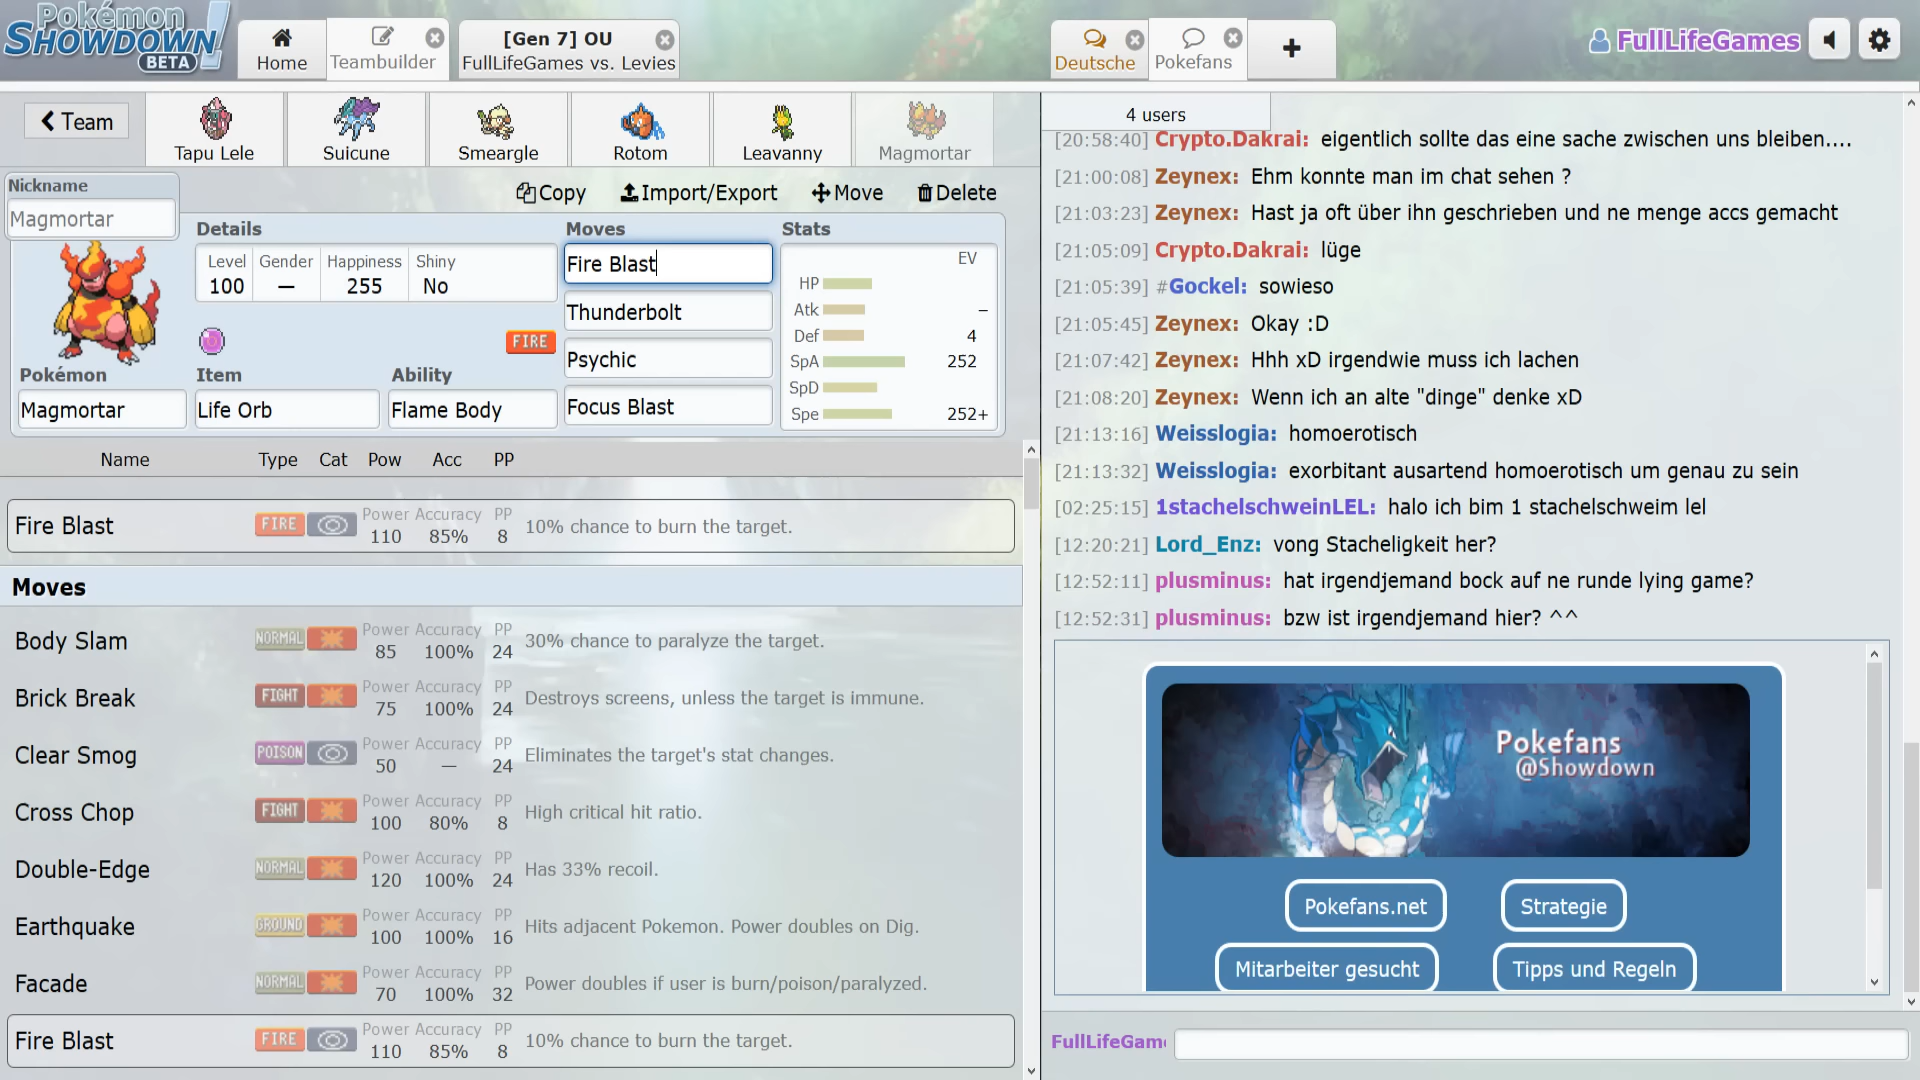 Pokémon
SHOWDOWN!
BETA
Home
Teambuilder
[Gen 7] OU
FullLifeGames vs. Levies
Deutsche
Pokefans
+
FullLifeGames
Team
Tapu Lele
Suicune
Smeargle
Rotom
Leavanny
Magmortar
4 users
Nickname
Magmortar
Copy
Import/Export
Move
Delete
Details
Level
100
Gender
—
Happiness
255
Shiny
No
FIRE
Pokémon
Magmortar
Item
Life Orb
Ability
Flame Body
Moves
Fire Blast
Thunderbolt
Psychic
Focus Blast
Stats
EV
HP
Atk –
Def 4
SpA 252
SpD
Spe 252+
Name Type Cat Pow Acc PP
Fire Blast FIRE Power 110 Accuracy 85% PP 8 10% chance to burn the target.
Moves
Body Slam NORMAL Power 85 Accuracy 100% PP 24 30% chance to paralyze the target.
Brick Break FIGHT Power 75 Accuracy 100% PP 24 Destroys screens, unless the target is immune.
Clear Smog POISON Power 50 Accuracy — PP 24 Eliminates the target's stat changes.
Cross Chop FIGHT Power 100 Accuracy 80% PP 8 High critical hit ratio.
Double-Edge NORMAL Power 120 Accuracy 100% PP 24 Has 33% recoil.
Earthquake GROUND Power 100 Accuracy 100% PP 16 Hits adjacent Pokemon. Power doubles on Dig.
Facade NORMAL Power 70 Accuracy 100% PP 32 Power doubles if user is burn/poison/paralyzed.
Fire Blast FIRE Power 110 Accuracy 85% PP 8 10% chance to burn the target.
[20:58:40] Crypto.Dakrai: eigentlich sollte das eine sache zwischen uns bleiben....
[21:00:08] Zeynex: Ehm konnte man im chat sehen ?
[21:03:23] Zeynex: Hast ja oft über ihn geschrieben und ne menge accs gemacht
[21:05:09] Crypto.Dakrai: lüge
[21:05:39] #Gockel: sowieso
[21:05:45] Zeynex: Okay :D
[21:07:42] Zeynex: Hhh xD irgendwie muss ich lachen
[21:08:20] Zeynex: Wenn ich an alte "dinge" denke xD
[21:13:16] Weisslogia: homoerotisch
[21:13:32] Weisslogia: exorbitant ausartend homoerotisch um genau zu sein
[02:25:15] 1stachelschweinLEL: halo ich bim 1 stachelschweim lel
[12:20:21] Lord_Enz: vong Stacheligkeit her?
[12:52:11] plusminus: hat irgendjemand bock auf ne runde lying game?
[12:52:31] plusminus: bzw ist irgendjemand hier? ^^
Pokefans
@Showdown
Pokefans.net
Strategie
Mitarbeiter gesucht
Tipps und Regeln
FullLifeGam